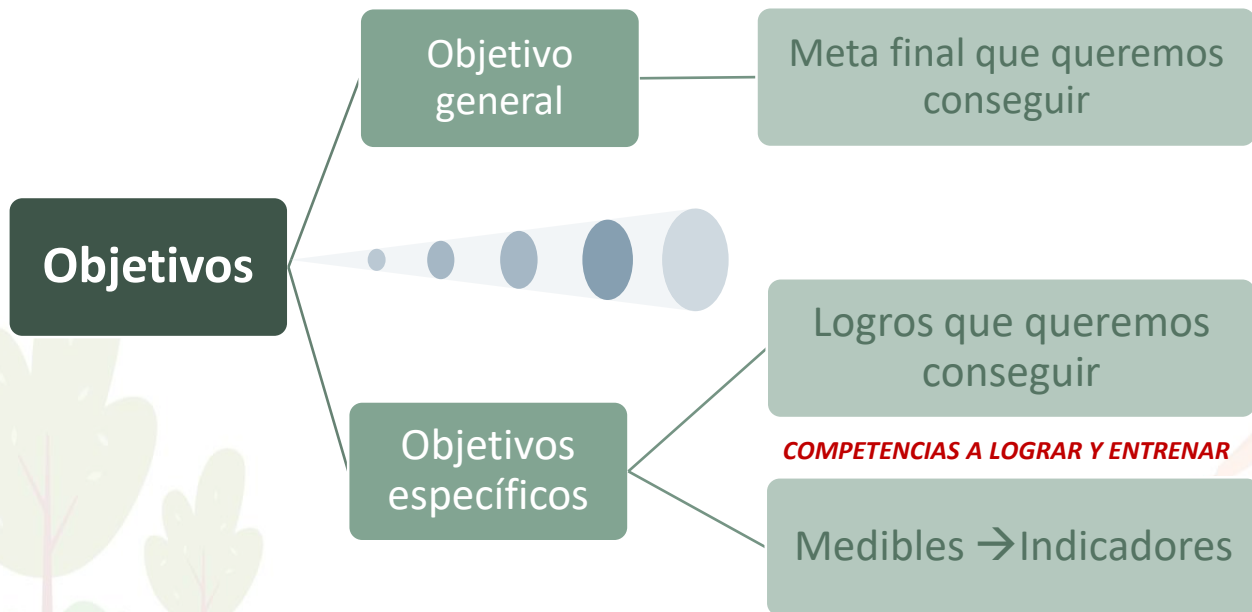 Objetivo
general
Meta final que queremos
conseguir
Objetivos
Logros que queremos
conseguir
COMPETENCIAS A LOGRAR Y ENTRENAR
Objetivos
específicos
Medibles → Indicadores